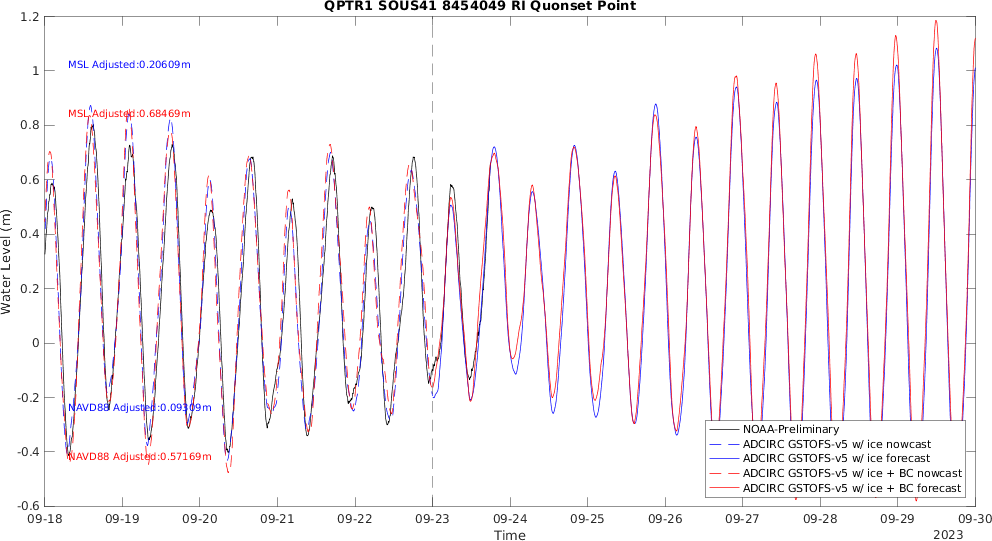 QPTR1 SOUS41 8454049 RI Quonset Point
1.2
1
0.8
0.6
0.4
0.2
0
-0.2
-0.4
-0.6
Water Level (m)
MSL Adjusted:0.20609m
MSL Adjusted:0.68469m
NAVD88 Adjusted:0.09309m
NAVD88 Adjusted:0.57169m
NOAA-Preliminary
ADCIRC GSTOFS-v5 w/ ice nowcast
ADCIRC GSTOFS-v5 w/ ice forecast
ADCIRC GSTOFS-v5 w/ ice + BC nowcast
ADCIRC GSTOFS-v5 w/ ice + BC forecast
09-18 09-19 09-20 09-21 09-22 09-23 09-24 09-25 09-26 09-27 09-28 09-29 09-30
Time
2023